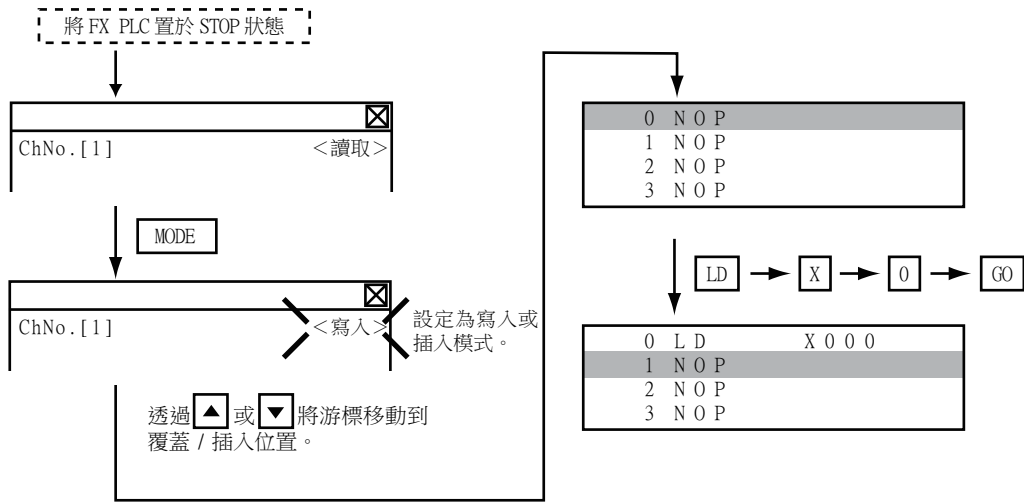 將 FX PLC 置於 STOP 狀態
ChNo.[1] <讀取>
MODE
ChNo.[1] <寫入>
設定為寫入或
插入模式。
透過 ▲ 或 ▼ 將游標移動到
覆蓋 / 插入位置。
0 NOP
1 NOP
2 NOP
3 NOP
LD X 0 GO
0 LD X000
1 NOP
2 NOP
3 NOP